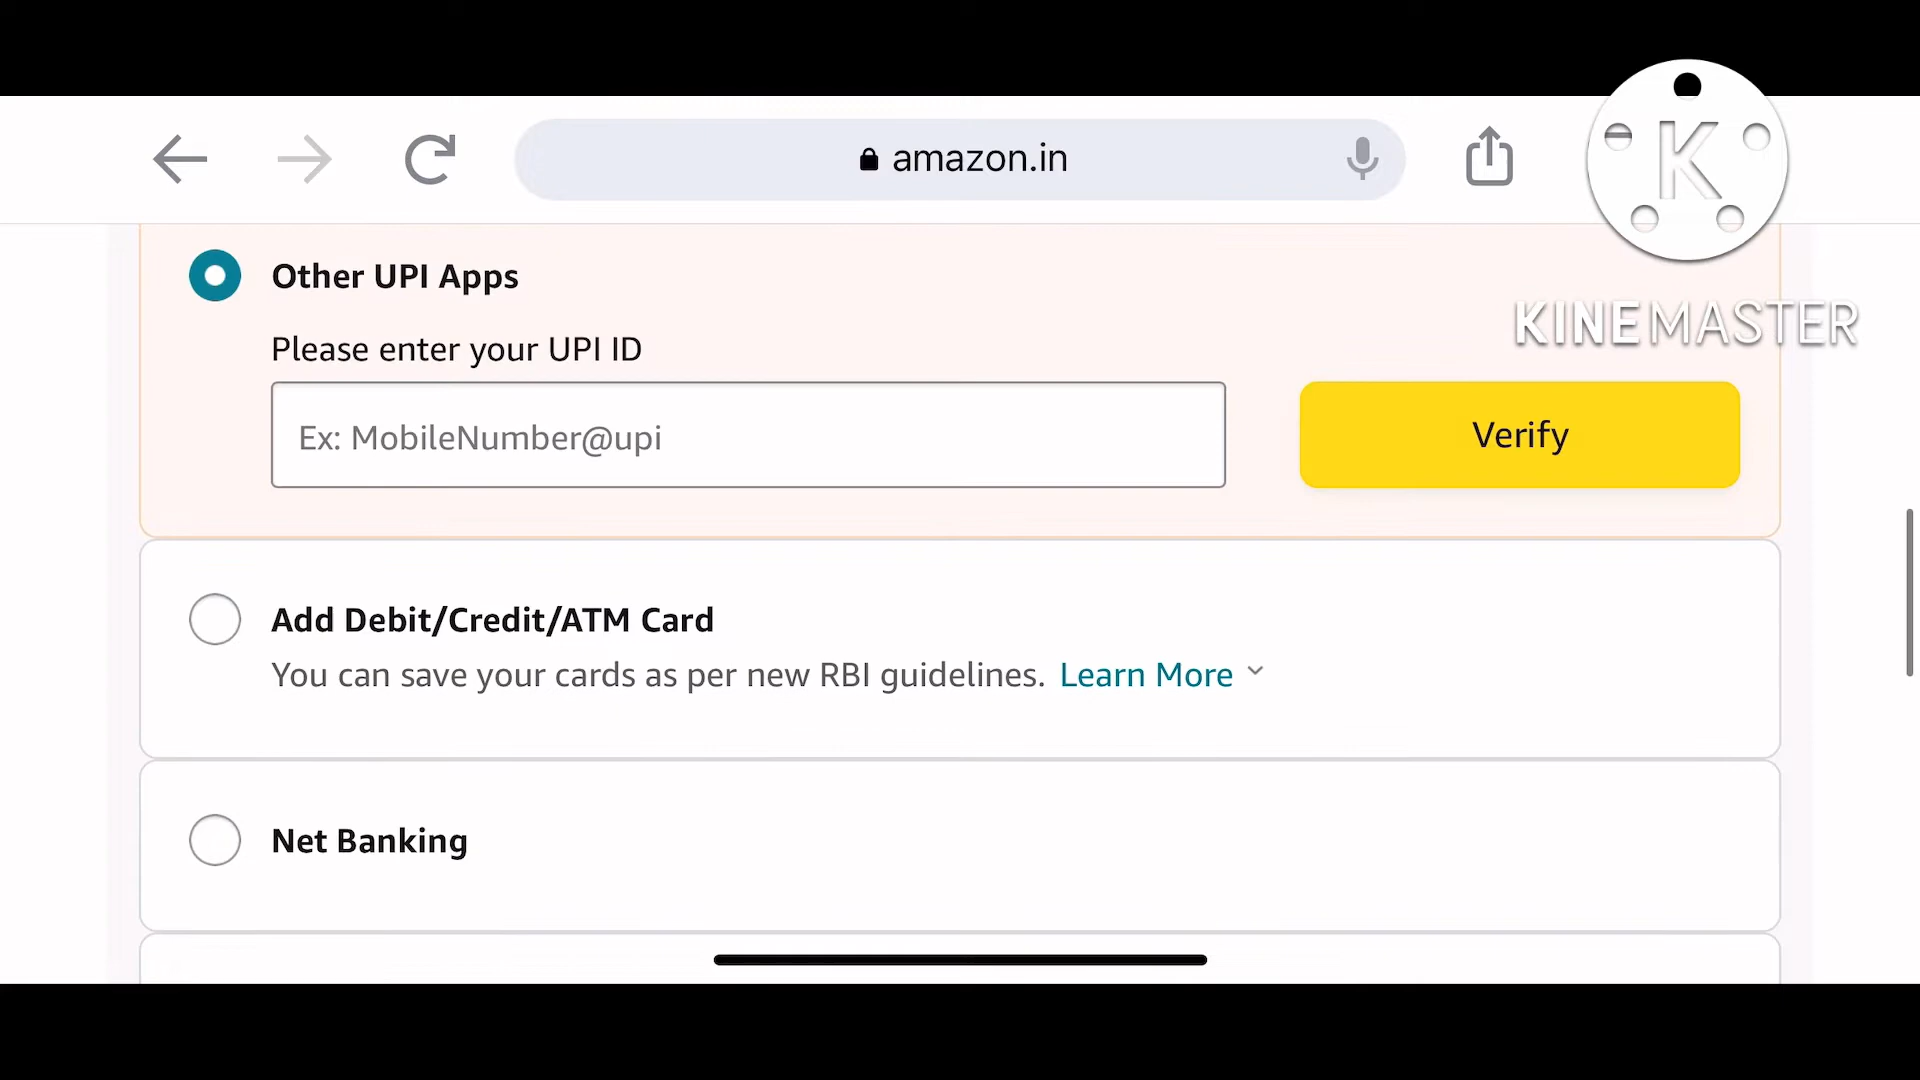 amazon.in
K
KINEMASTER
Other UPI Apps
Please enter your UPI ID
Ex: MobileNumber@upi
Verify
Add Debit/Credit/ATM Card
You can save your cards as per new RBI guidelines. Learn More
Net Banking